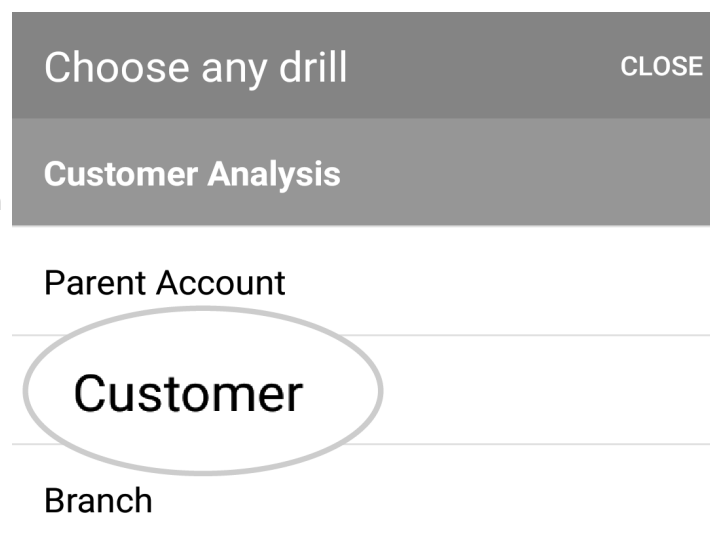 Choose any drill CLOSE
Customer Analysis
Parent Account
Customer
Branch